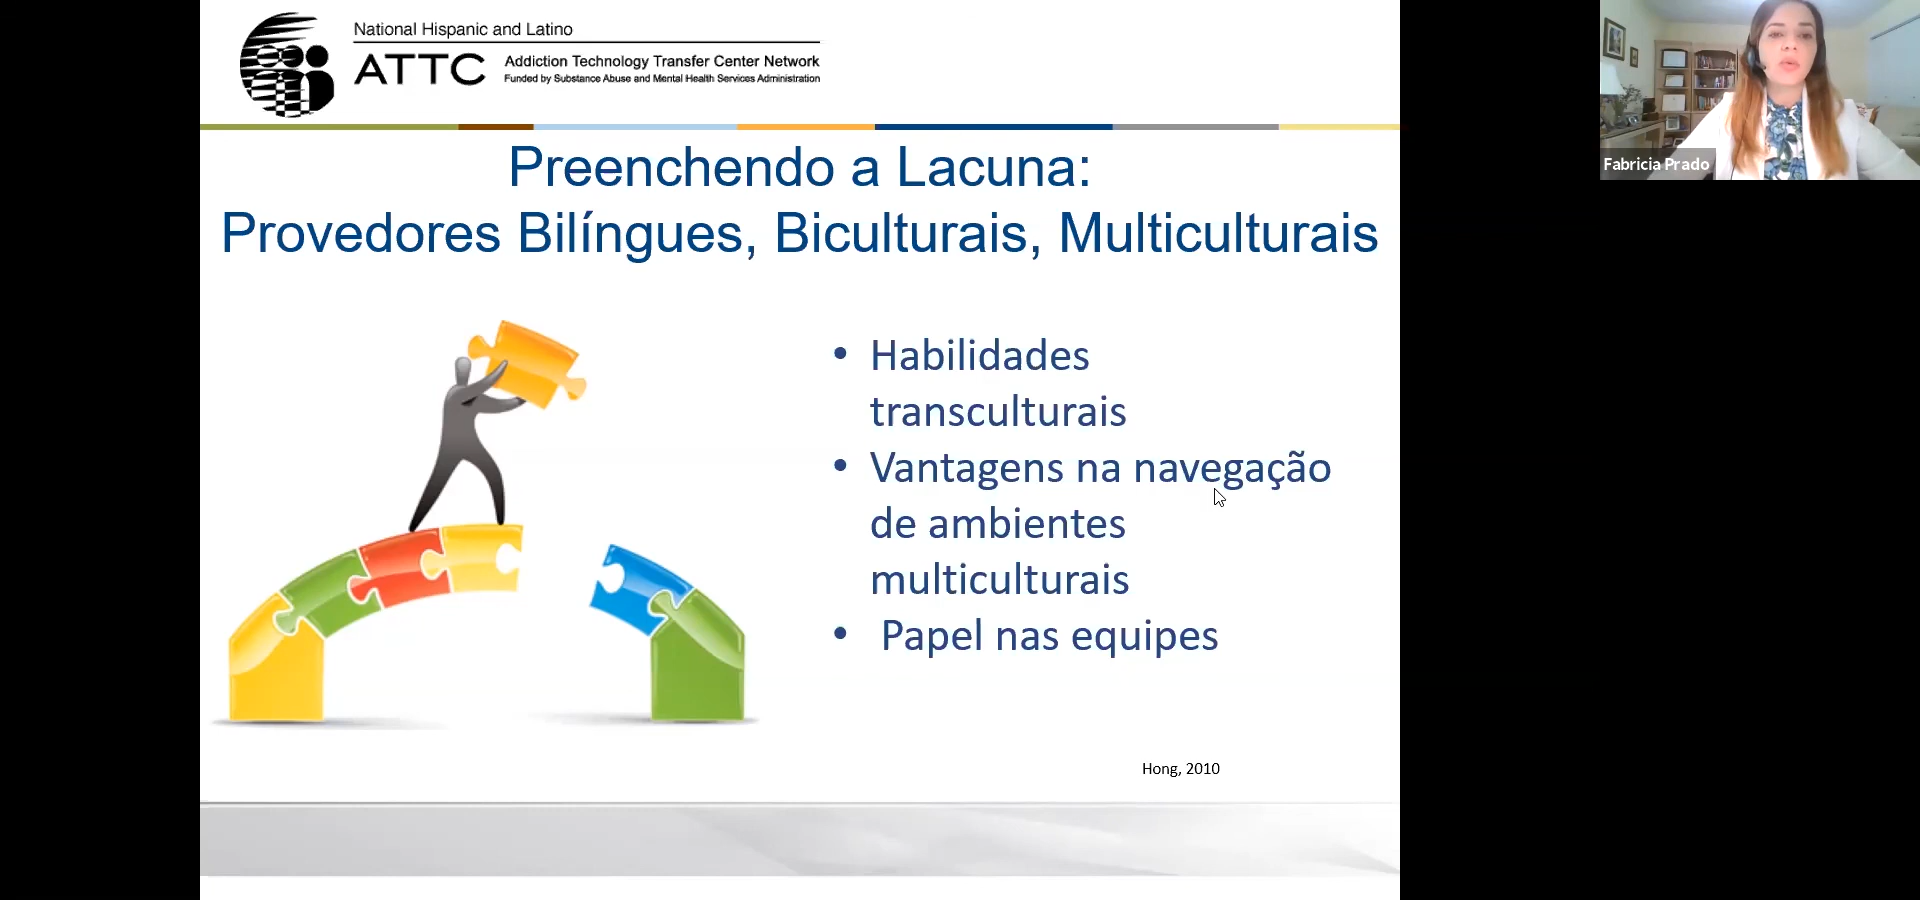 National Hispanic and Latino
ATTC
Addiction Technology Transfer Center Network
Funded by Substance Abuse and Mental Health Services Administration
Fabricia Prado
Preenchendo a Lacuna:
Provedores Bilíngues, Biculturais, Multiculturais
• Habilidades
transculturais
• Vantagens na navegação
de ambientes
multiculturais
• Papel nas equipes
Hong, 2010